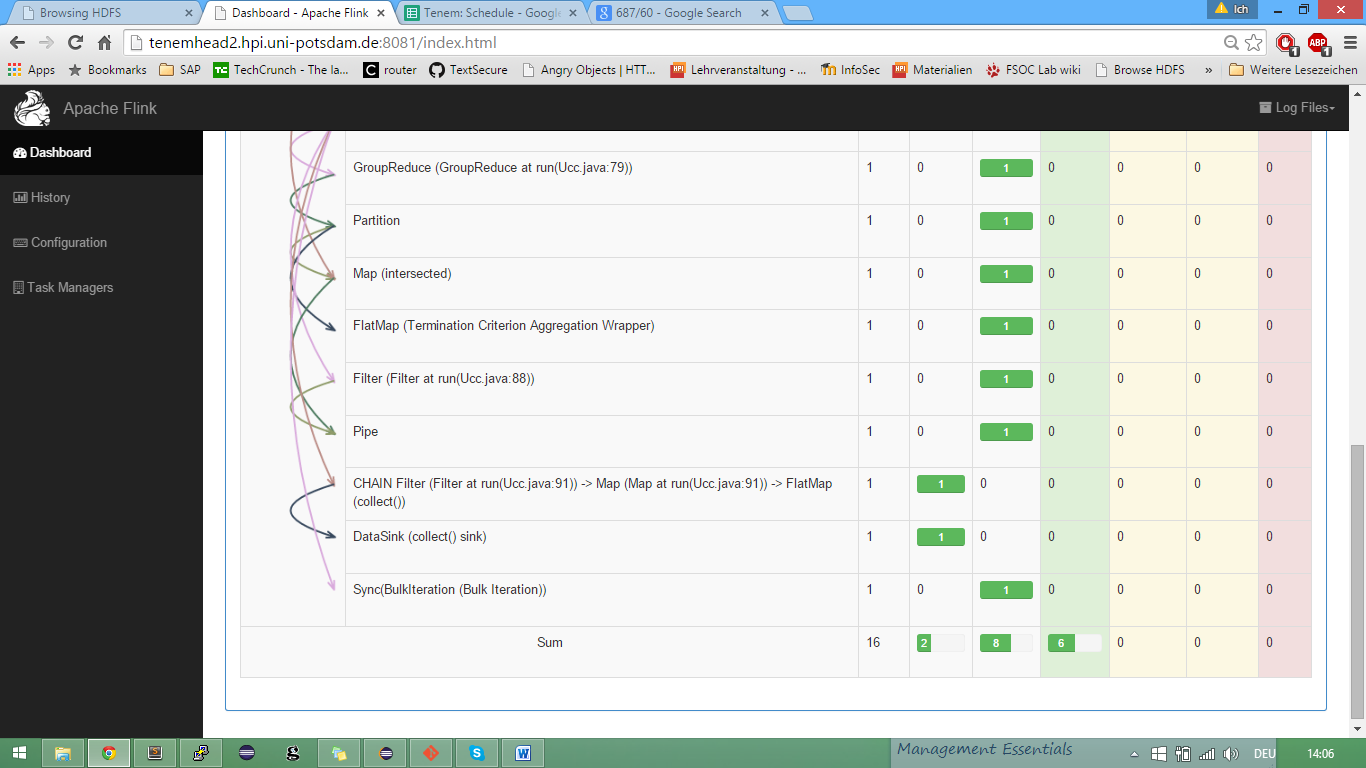 Browsing HDFS
Dashboard - Apache Flink
Tenem: Schedule - Google
687/60 - Google Search
Ich
tenemhead2.hpi.uni-potsdam.de:8081/index.html
1
ABP
1
Apps
Bookmarks
SAP
TC
TechCrunch - The la...
C
router
TextSecure
Angry Objects | HTT...
HPI
Lehrveranstaltung - ...
InfoSec
HPI
Materialien
FSOC Lab wiki
Browse HDFS
»
Weitere Lesezeichen
Apache Flink
Log Files
Dashboard
History
Configuration
Task Managers
GroupReduce (GroupReduce at run(Ucc.java:79)) 1 0 1 0 0 0 0
Partition 1 0 1 0 0 0 0
Map (intersected) 1 0 1 0 0 0 0
FlatMap (Termination Criterion Aggregation Wrapper) 1 0 1 0 0 0 0
Filter (Filter at run(Ucc.java:88)) 1 0 1 0 0 0 0
Pipe 1 0 1 0 0 0 0
CHAIN Filter (Filter at run(Ucc.java:91)) -> Map (Map at run(Ucc.java:91)) -> FlatMap 1 1 0 0 0 0 0
(collect())
DataSink (collect() sink) 1 1 0 0 0 0 0
Sync(BulkIteration (Bulk Iteration)) 1 0 1 0 0 0 0
Sum 16 2 8 6 0 0 0
Management Essentials
DEU
14:06